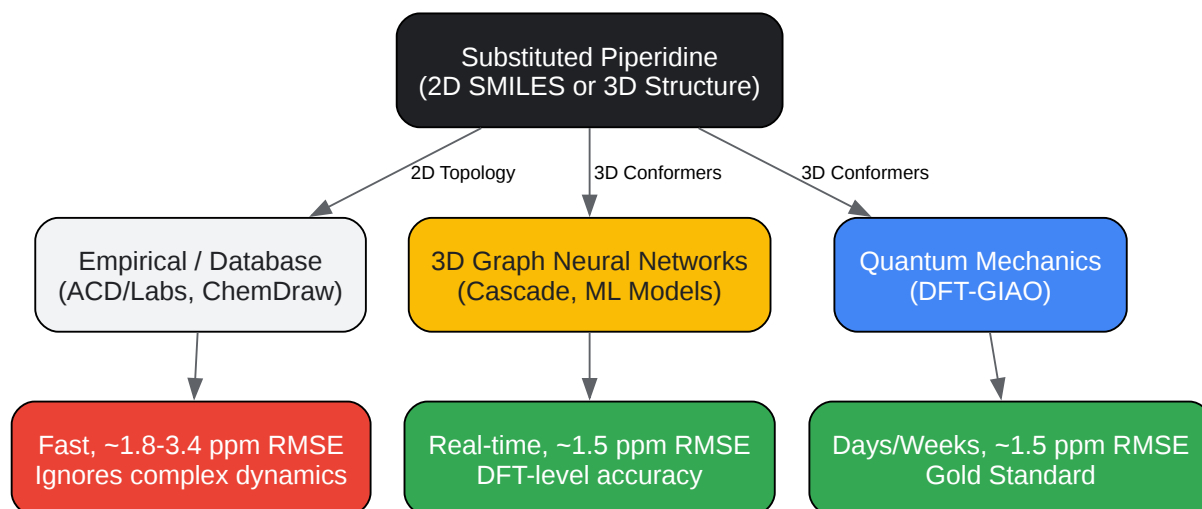 Substituted Piperidine
(2D SMILES or 3D Structure)
2D Topology
3D Conformers
3D Conformers
Empirical / Database
(ACD/Labs, ChemDraw)
3D Graph Neural Networks
(Cascade, ML Models)
Quantum Mechanics
(DFT-GIAO)
Fast, ~1.8-3.4 ppm RMSE
Ignores complex dynamics
Real-time, ~1.5 ppm RMSE
DFT-level accuracy
Days/Weeks, ~1.5 ppm RMSE
Gold Standard